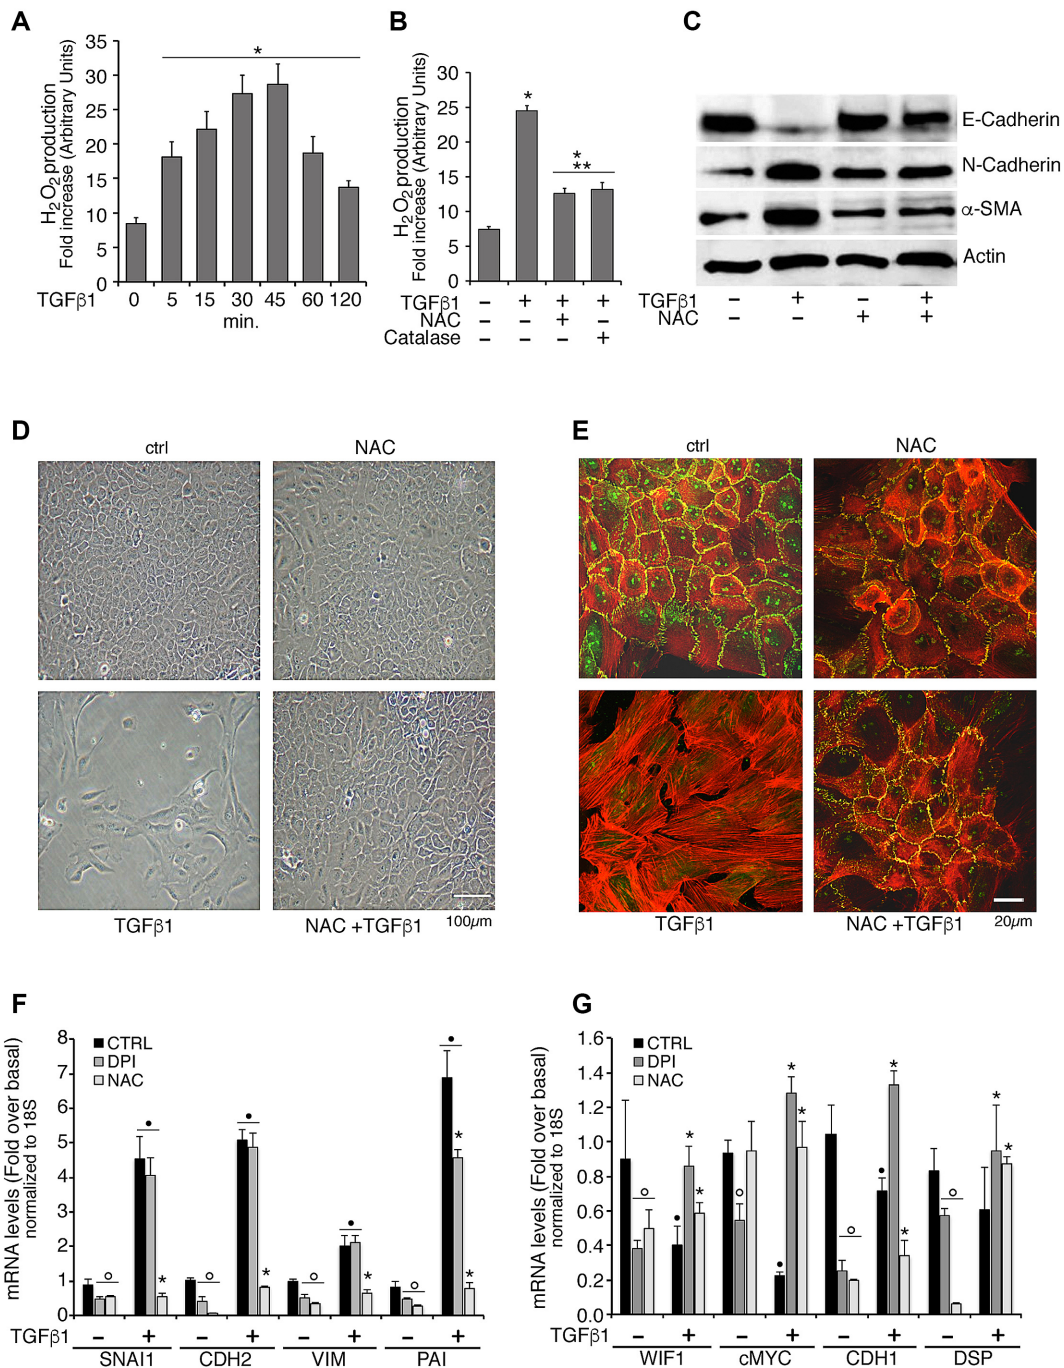 A
H2O2 production
Fold increase (Arbitrary Units)
35
30
25
20
15
10
5
0
*
TGFβ1 0 5 15 30 45 60 120
min.
B
H2O2 production
Fold increase (Arbitrary Units)
30
25
20
15
10
5
0
*
*
**
TGFβ1 – + + +
NAC – – + –
Catalase – – – +
C
E-Cadherin
N-Cadherin
α-SMA
Actin
TGFβ1 – + – +
NAC – – + +
D
ctrl NAC
TGFβ1 NAC +TGFβ1 100µm
E
ctrl NAC
TGFβ1 NAC +TGFβ1 20µm
F
mRNA levels (Fold over basal)
normalized to 18S
8
7
6
5
4
3
2
1
0
CTRL
DPI
NAC
TGFβ1 – + – + – + – +
SNAI1 CDH2 VIM PAI
G
mRNA levels (Fold over basal)
normalized to 18S
1.6
1.4
1.2
1.0
0.8
0.6
0.4
0.2
0.0
CTRL
DPI
NAC
TGFβ1 – + – + – + – +
WIF1 cMYC CDH1 DSP